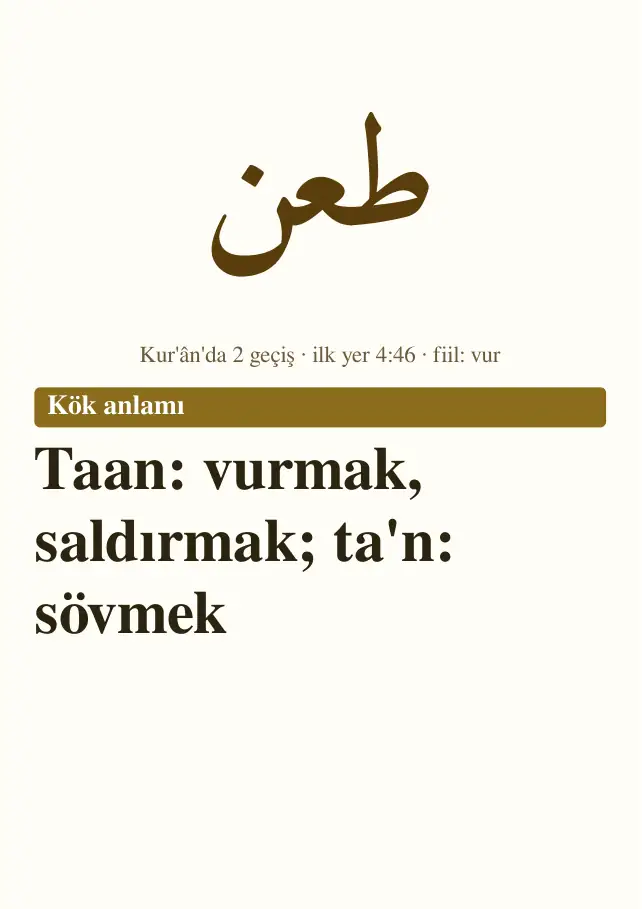 طعن
Kur'ân'da 2 geçiş · ilk yer 4:46 · fiil: vur
Kök anlamı
Taan: vurmak,
saldırmak; ta'n:
sövmek